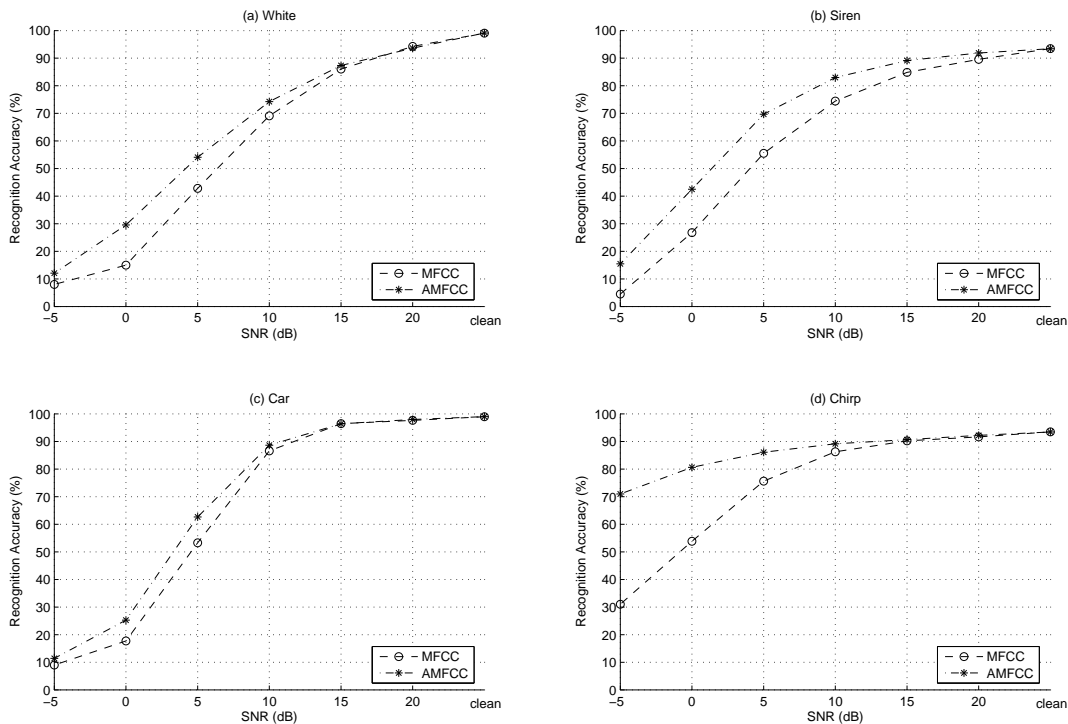 (a) White
Recognition Accuracy (%)
100
90
80
70
60
50
40
30
20
10
0
−5 0 5 10 15 20 clean
SNR (dB)
MFCC
AMFCC
(b) Siren
Recognition Accuracy (%)
100
90
80
70
60
50
40
30
20
10
0
−5 0 5 10 15 20 clean
SNR (dB)
MFCC
AMFCC
(c) Car
Recognition Accuracy (%)
100
90
80
70
60
50
40
30
20
10
0
−5 0 5 10 15 20 clean
SNR (dB)
MFCC
AMFCC
(d) Chirp
Recognition Accuracy (%)
100
90
80
70
60
50
40
30
20
10
0
−5 0 5 10 15 20 clean
SNR (dB)
MFCC
AMFCC